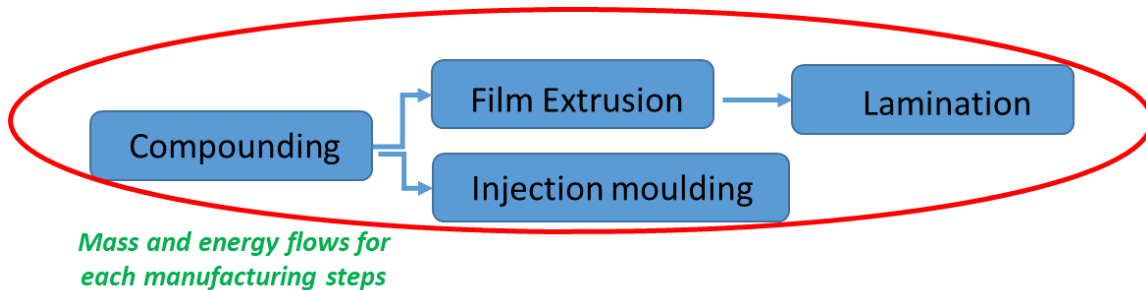 Film Extrusion
Lamination
Compounding
Injection moulding
Mass and energy flows for
each manufacturing steps